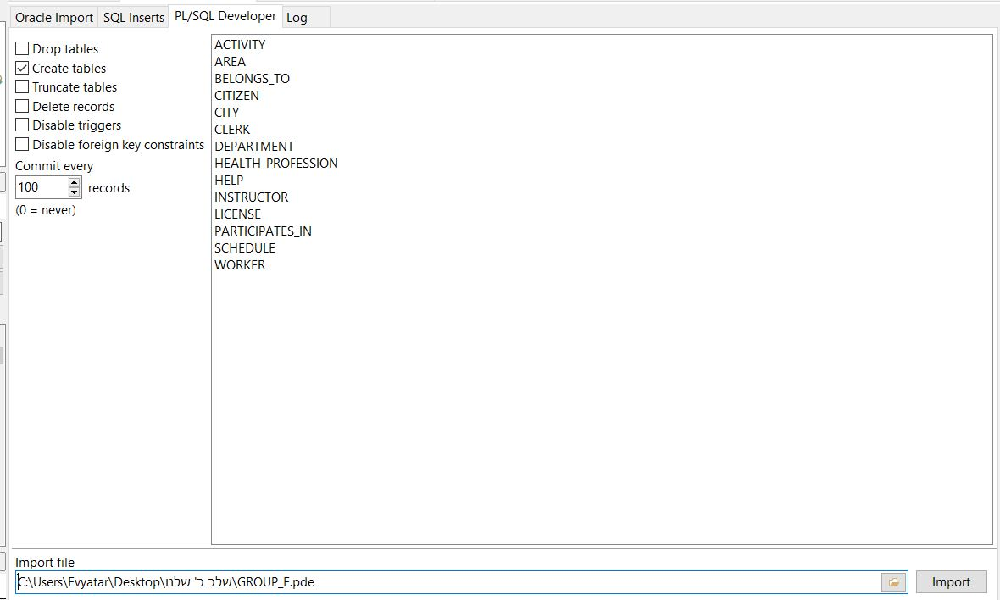 Oracle Import SQL Inserts PL/SQL Developer Log
Drop tables
Create tables
Truncate tables
Delete records
Disable triggers
Disable foreign key constraints
Commit every
100 records
(0 = never)
ACTIVITY
AREA
BELONGS_TO
CITIZEN
CITY
CLERK
DEPARTMENT
HEALTH_PROFESSION
HELP
INSTRUCTOR
LICENSE
PARTICIPATES_IN
SCHEDULE
WORKER
Import file
C:\Users\Evyatar\Desktop\שלב ב' שלנו\GROUP_E.pde
Import